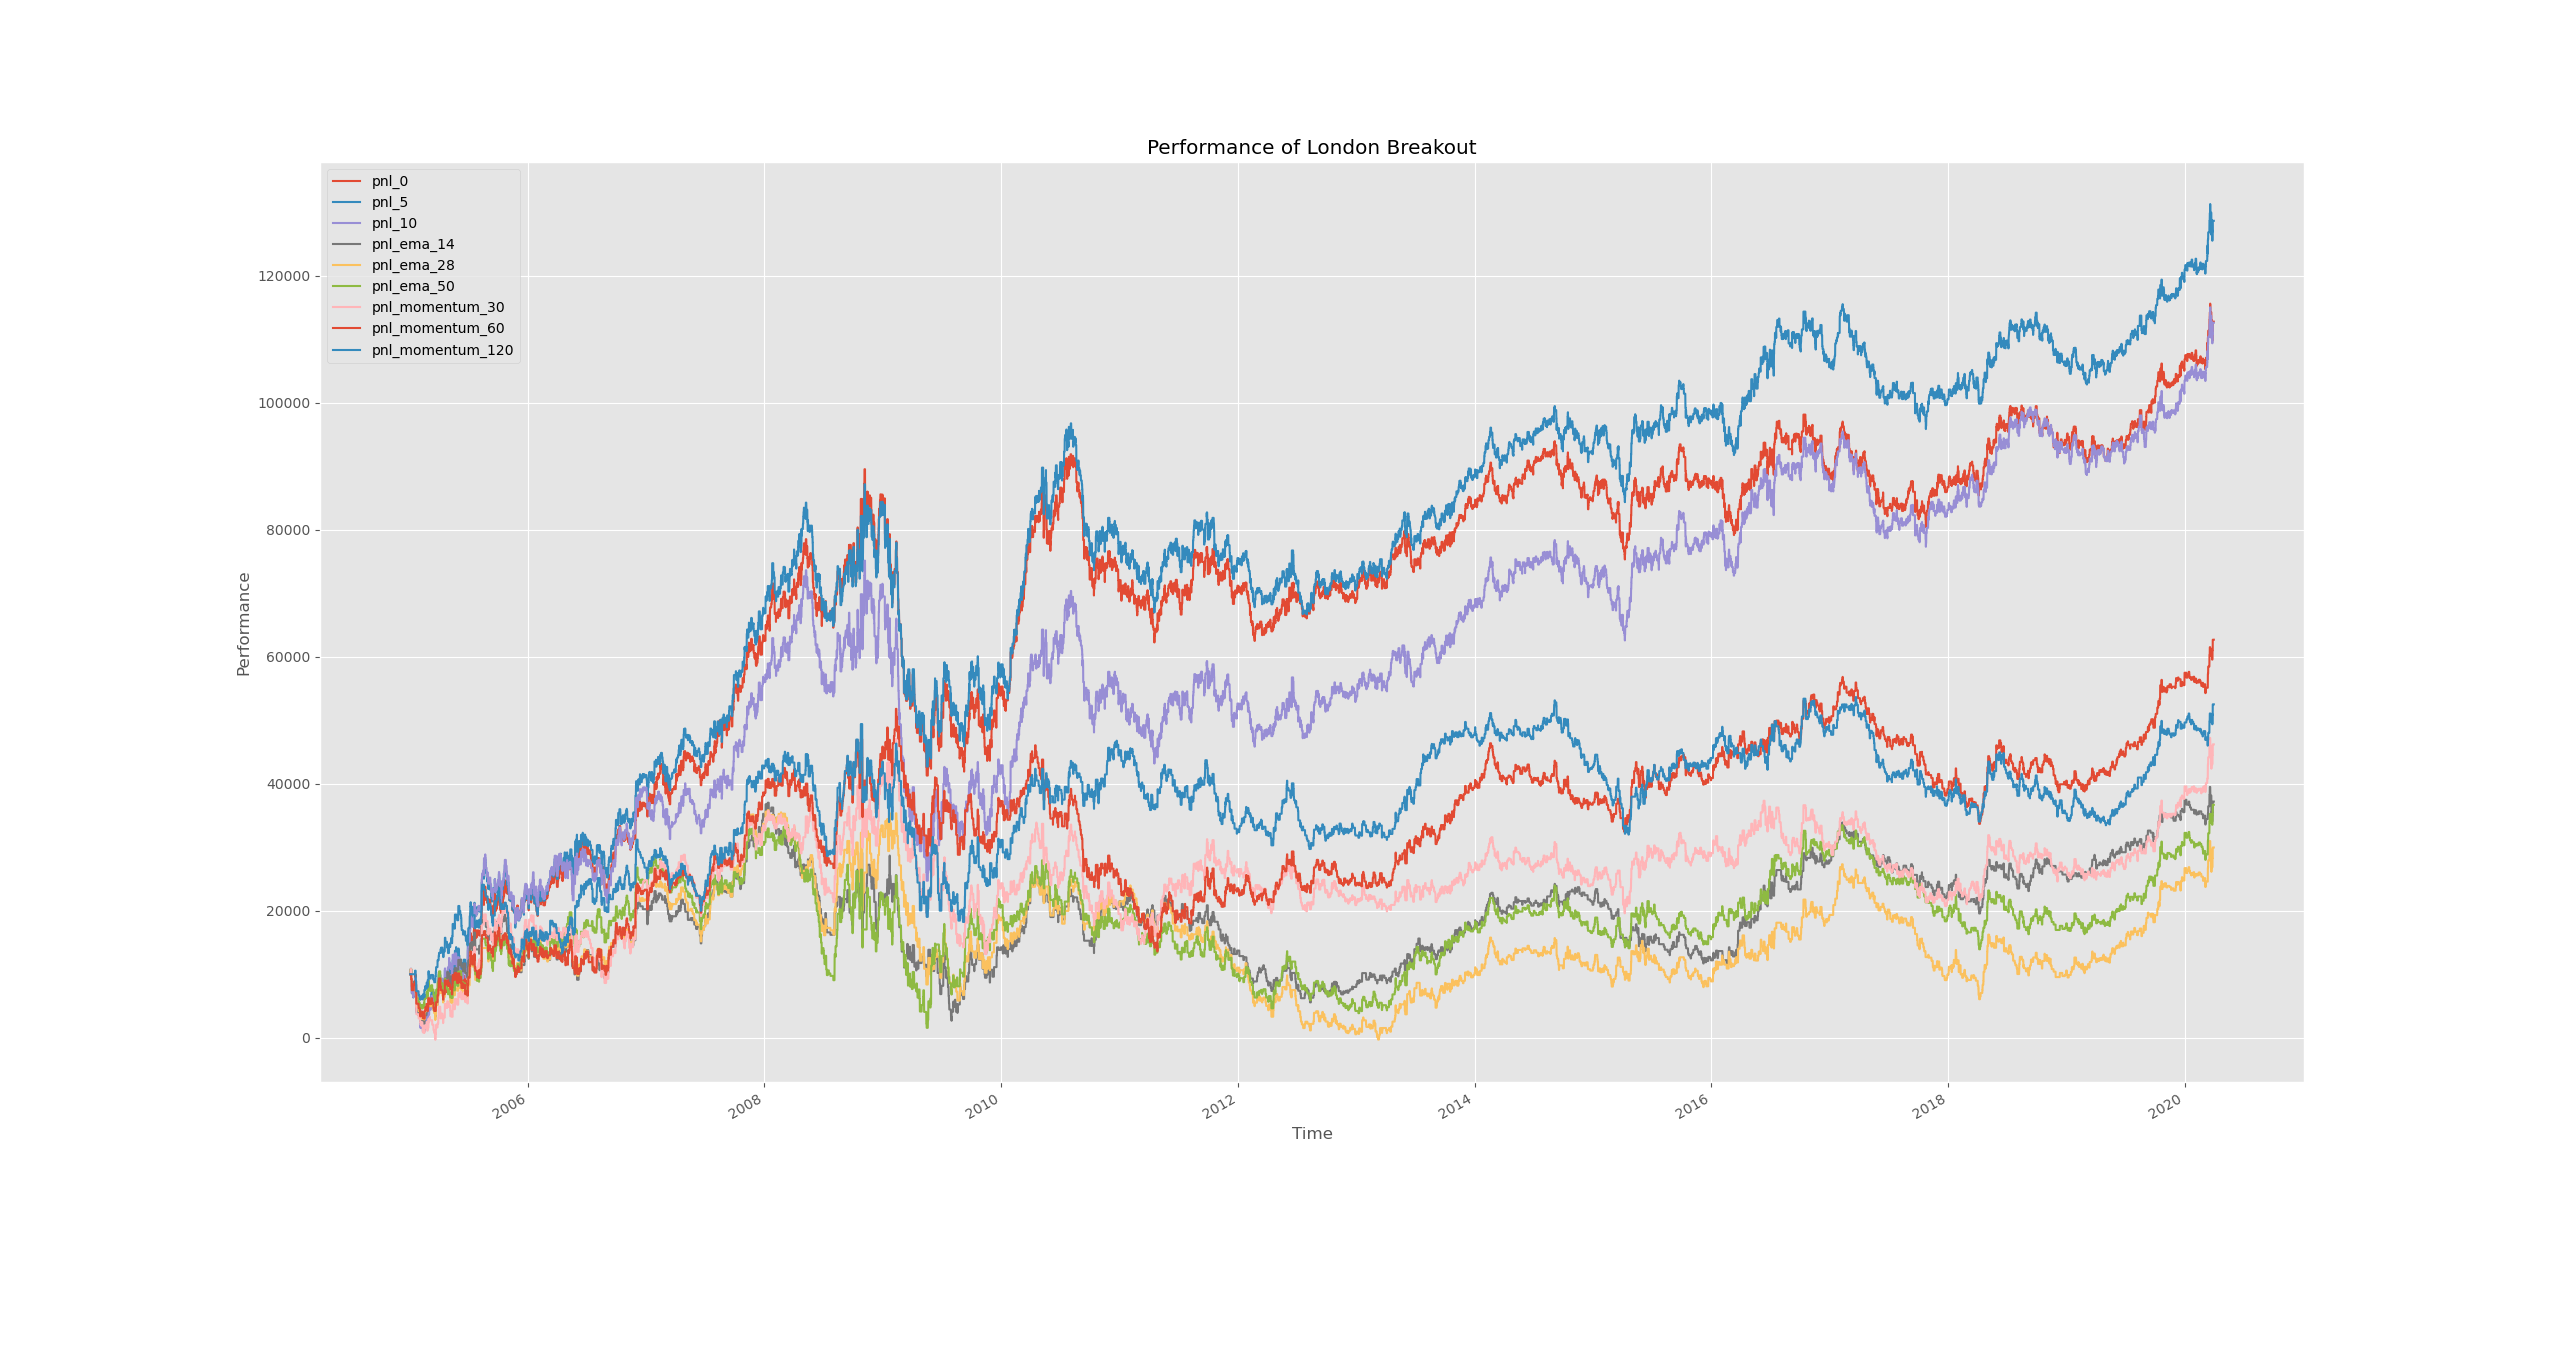 Performance of London Breakout
pnl_0
pnl_5
pnl_10
pnl_ema_14
pnl_ema_28
pnl_ema_50
pnl_momentum_30
pnl_momentum_60
pnl_momentum_120
120000
100000
80000
60000
40000
20000
0
Performance
2006
2008
2010
2012
2014
2016
2018
2020
Time